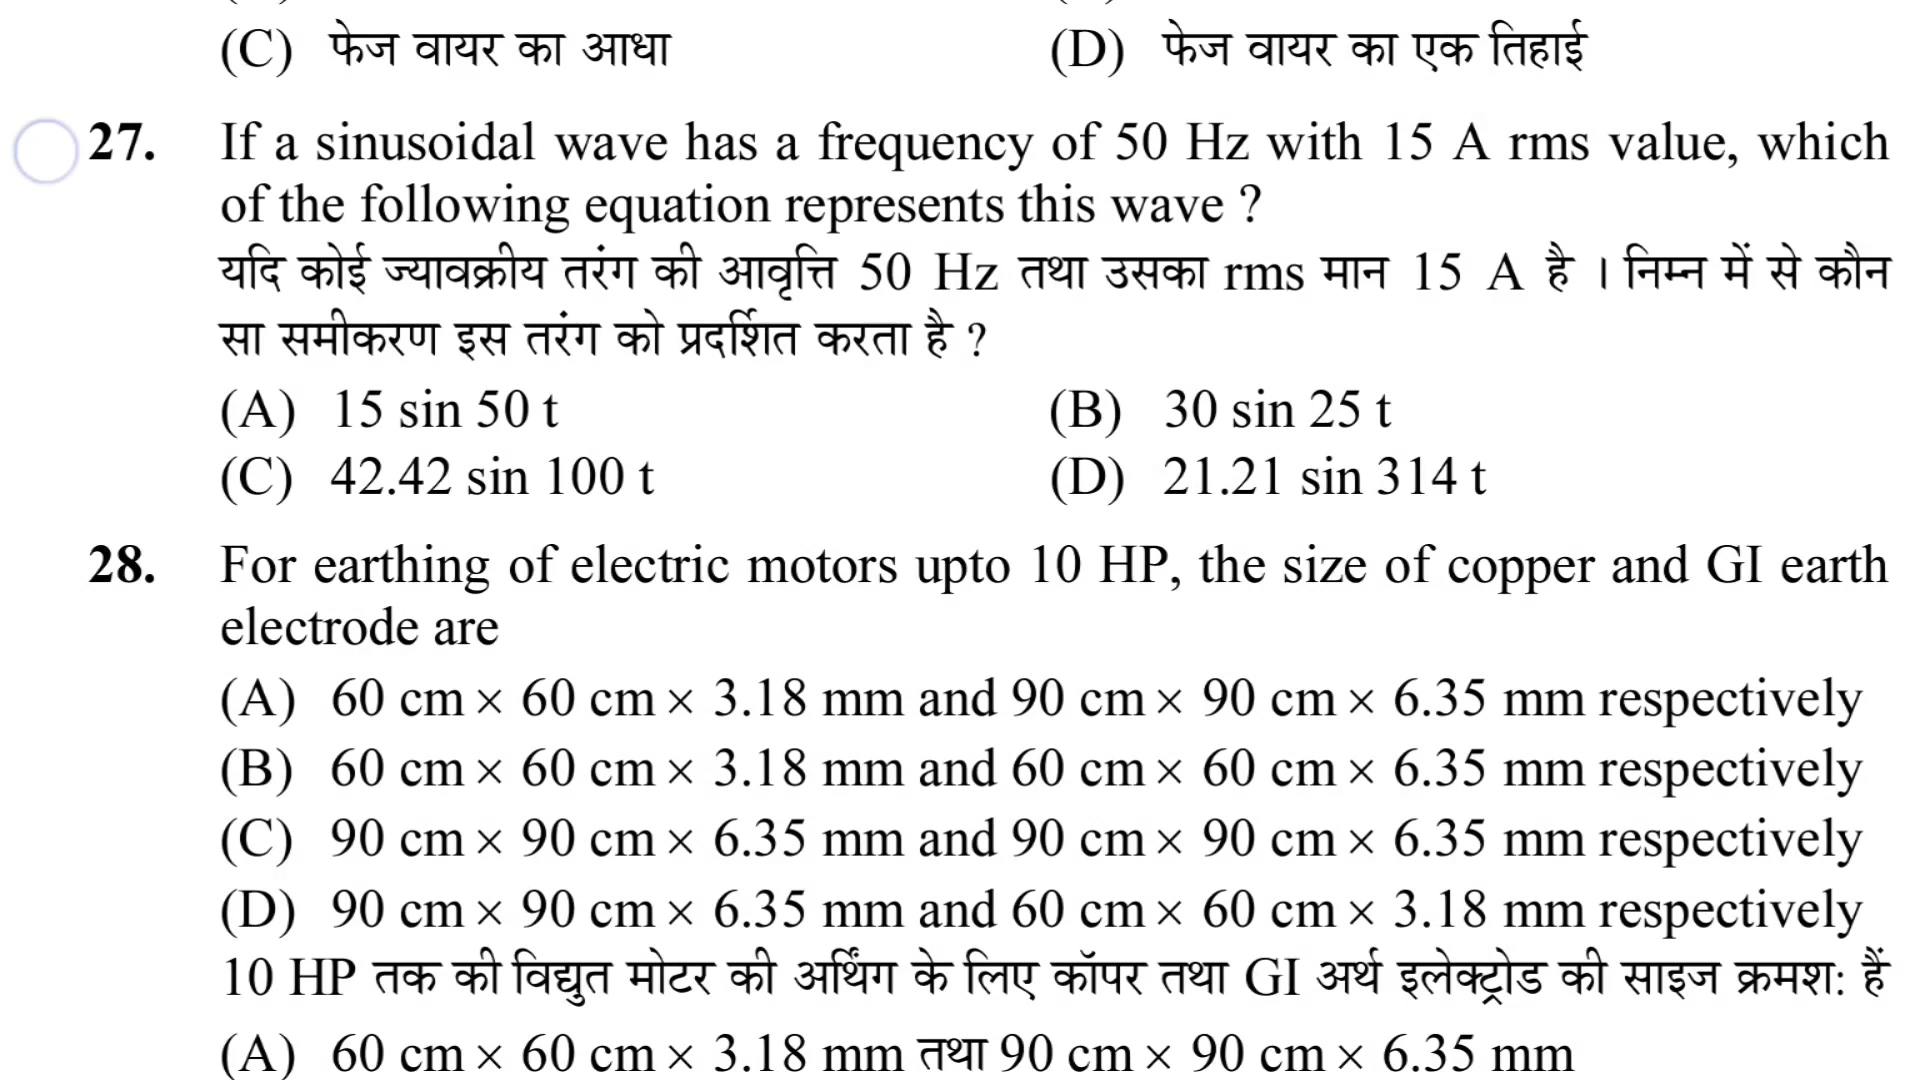 (C) फेज वायर का आधा (D) फेज वायर का एक तिहाई
27. If a sinusoidal wave has a frequency of 50 Hz with 15 A rms value, which
of the following equation represents this wave ?
यदि कोई ज्यावक्रीय तरंग की आवृत्ति 50 Hz तथा उसका rms मान 15 A है । निम्न में से कौन
सा समीकरण इस तरंग को प्रदर्शित करता है ?
(A) 15 sin 50 t (B) 30 sin 25 t
(C) 42.42 sin 100 t (D) 21.21 sin 314 t
28. For earthing of electric motors upto 10 HP, the size of copper and GI earth
electrode are
(A) 60 cm × 60 cm × 3.18 mm and 90 cm × 90 cm × 6.35 mm respectively
(B) 60 cm × 60 cm × 3.18 mm and 60 cm × 60 cm × 6.35 mm respectively
(C) 90 cm × 90 cm × 6.35 mm and 90 cm × 90 cm × 6.35 mm respectively
(D) 90 cm × 90 cm × 6.35 mm and 60 cm × 60 cm × 3.18 mm respectively
10 HP तक की विद्युत मोटर की अर्थिंग के लिए कॉपर तथा GI अर्थ इलेक्ट्रोड की साइज क्रमश: हैं
(A) 60 cm × 60 cm × 3.18 mm तथा 90 cm × 90 cm × 6.35 mm